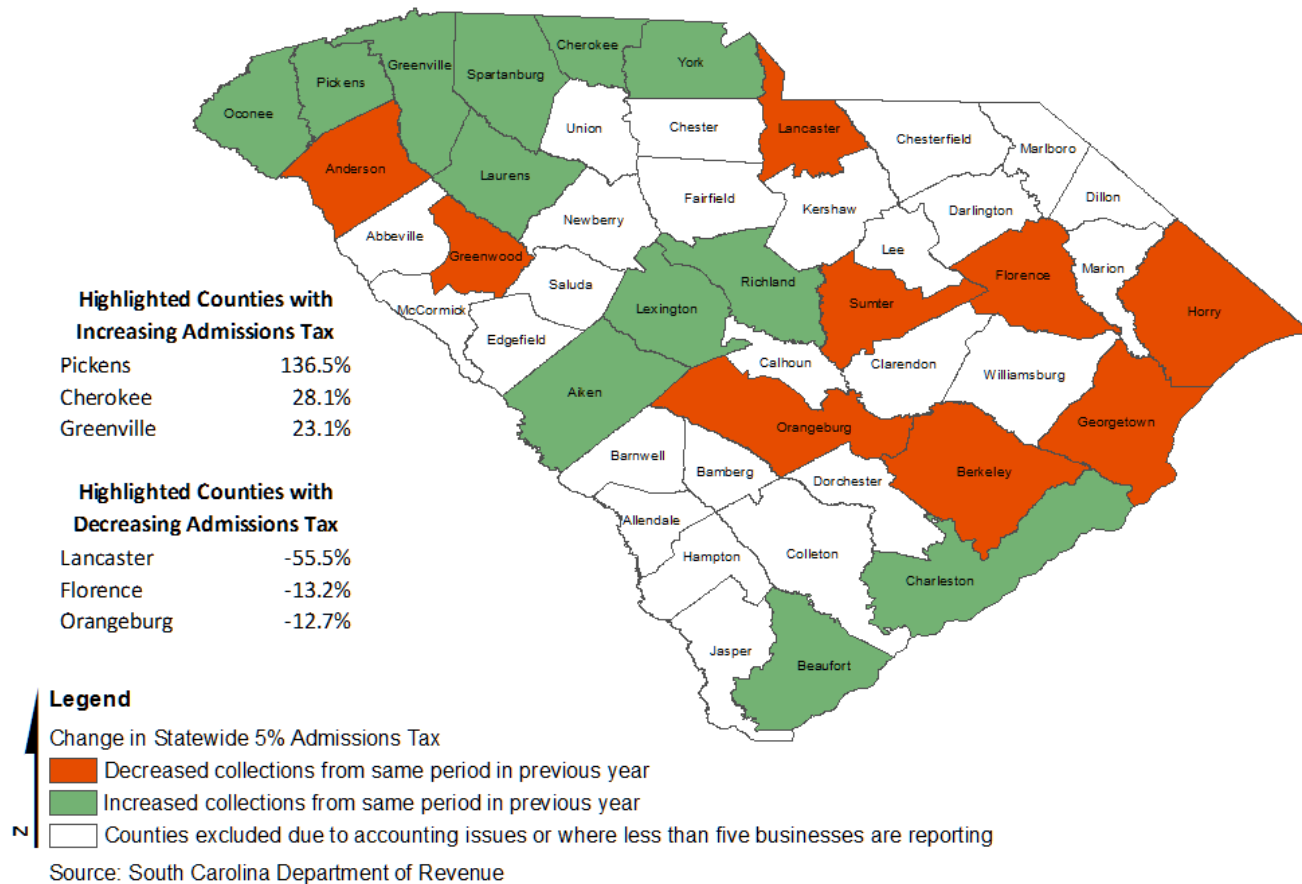 Cherokee
York
Greenville
Spartanburg
Pickens
Oconee
Union
Chester
Lancaster
Chesterfield
Marlboro
Anderson
Laurens
Fairfield
Kershaw
Darlington
Dillon
Newberry
Abbeville
Lee
Greenwood
Saluda
Richland
Florence
Marion
Sumter
Horry
Lexington
McCormick
Edgefield
Calhoun
Clarendon
Williamsburg
Aiken
Georgetown
Orangeburg
Barnwell
Bamberg
Berkeley
Dorchester
Allendale
Hampton
Colleton
Charleston
Jasper
Beaufort
Highlighted Counties with
Increasing Admissions Tax
Pickens 136.5%
Cherokee 28.1%
Greenville 23.1%
Highlighted Counties with
Decreasing Admissions Tax
Lancaster -55.5%
Florence -13.2%
Orangeburg -12.7%
Legend
Change in Statewide 5% Admissions Tax
Decreased collections from same period in previous year
Increased collections from same period in previous year
N
Counties excluded due to accounting issues or where less than five businesses are reporting
Source: South Carolina Department of Revenue